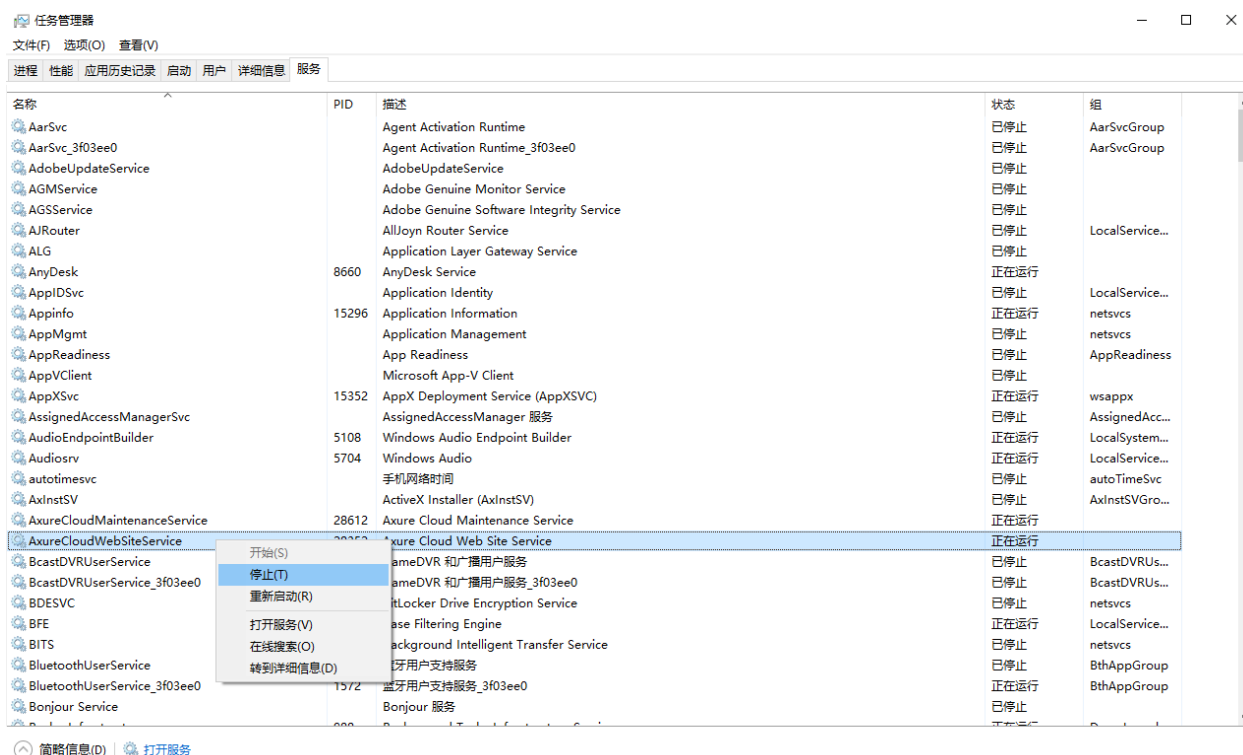 任务管理器
文件(F) 选项(O) 查看(V)
进程 性能 应用历史记录 启动 用户 详细信息 服务
名称 PID 描述 状态 组
AarSvc Agent Activation Runtime 已停止 AarSvcGroup
AarSvc_3f03ee0 Agent Activation Runtime_3f03ee0 已停止 AarSvcGroup
AdobeUpdateService AdobeUpdateService 已停止
AGMService Adobe Genuine Monitor Service 已停止
AGSService Adobe Genuine Software Integrity Service 已停止
AJRouter AllJoyn Router Service 已停止 LocalService...
ALG Application Layer Gateway Service 已停止
AnyDesk 8660 AnyDesk Service 正在运行
AppIDSvc Application Identity 已停止 LocalService...
Appinfo 15296 Application Information 正在运行 netsvcs
AppMgmt Application Management 已停止 netsvcs
AppReadiness App Readiness 已停止 AppReadiness
AppVClient Microsoft App-V Client 已停止
AppXSvc 15352 AppX Deployment Service (AppXSVC) 正在运行 wsappx
AssignedAccessManagerSvc AssignedAccessManager 服务 已停止 AssignedAcc...
AudioEndpointBuilder 5108 Windows Audio Endpoint Builder 正在运行 LocalSystem...
Audiosrv 5704 Windows Audio 正在运行 LocalService...
autotimesvc 手机网络时间 已停止 autoTimeSvc
AxInstSV ActiveX Installer (AxInstSV) 已停止 AxInstSVGro...
AxureCloudMaintenanceService 28612 Axure Cloud Maintenance Service 正在运行
AxureCloudWebSiteService Axure Cloud Web Site Service 正在运行
开始(S)
BcastDVRUserService ameDVR 和广播用户服务 已停止 BcastDVRUs...
停止(T)
BcastDVRUserService_3f03ee0 ameDVR 和广播用户服务_3f03ee0 已停止 BcastDVRUs...
重新启动(R)
BDESVC itLocker Drive Encryption Service 已停止 netsvcs
BFE 打开服务(V) ase Filtering Engine 正在运行 LocalService...
BITS 在线搜索(O) ackground Intelligent Transfer Service 已停止 netsvcs
BluetoothUserService 转到详细信息(D) 牙用户支持服务 已停止 BthAppGroup
BluetoothUserService_3f03ee0 1572 蓝牙用户支持服务_3f03ee0 正在运行 BthAppGroup
Bonjour Service Bonjour 服务 已停止
简略信息(D) 打开服务